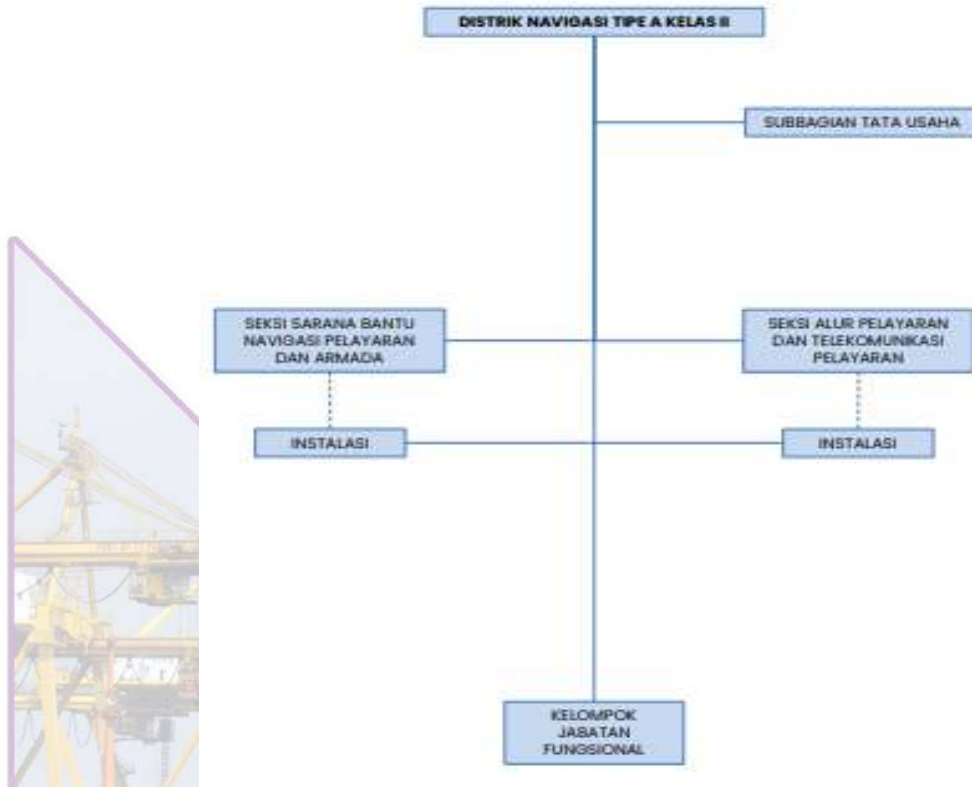 DISTRIK NAVIGASI TIPE A KELAS II
SUBBAGIAN TATA USAHA
SEKSI SARANA BANTU
NAVIGASI PELAYARAN
DAN ARMADA
SEKSI ALUR PELAYARAN
DAN TELEKOMUNIKASI
PELAYARAN
INSTALASI
INSTALASI
KELOMPOK
JABATAN
FUNGSIONAL